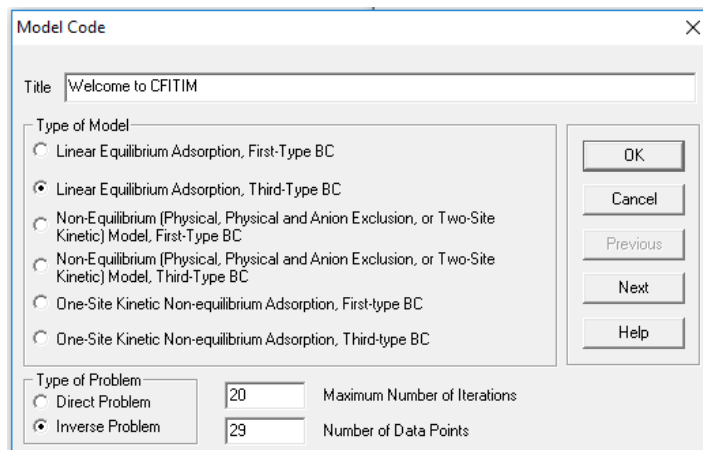 Model Code
Title Welcome to CFITIM
Type of Model
Linear Equilibrium Adsorption, First-Type BC
Linear Equilibrium Adsorption, Third-Type BC
Non-Equilibrium (Physical, Physical and Anion Exclusion, or Two-Site
Kinetic) Model, First-Type BC
Non-Equilibrium (Physical, Physical and Anion Exclusion, or Two-Site
Kinetic) Model, Third-Type BC
One-Site Kinetic Non-equilibrium Adsorption, First-type BC
One-Site Kinetic Non-equilibrium Adsorption, Third-type BC
OK
Cancel
Previous
Next
Help
Type of Problem
Direct Problem
Inverse Problem
20 Maximum Number of Iterations
29 Number of Data Points